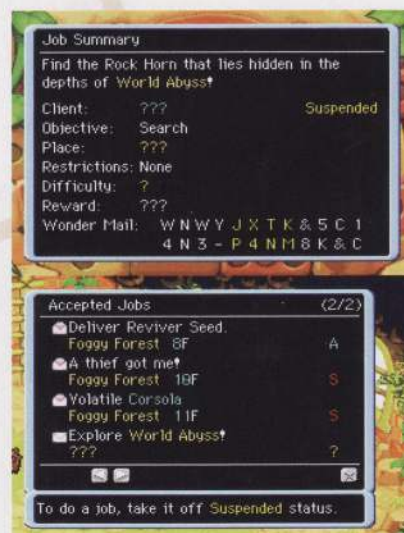 Job Summary
Find the Rock Horn that lies hidden in the
depths of World Abyss!
Client: ??? Suspended
Objective: Search
Place: ???
Restrictions: None
Difficulty: ?
Reward: ???
Wonder Mail: W N W Y J X T K & 5 C 1
4 N 3 - P 4 N M 8 K & C
Accepted Jobs (2/2)
Deliver Reviver Seed.
Foggy Forest 8F A
A thief got me!
Foggy Forest 18F S
Volatile Corsola
Foggy Forest 11F S
Explore World Abyss!
??? ?
To do a job, take it off Suspended status.